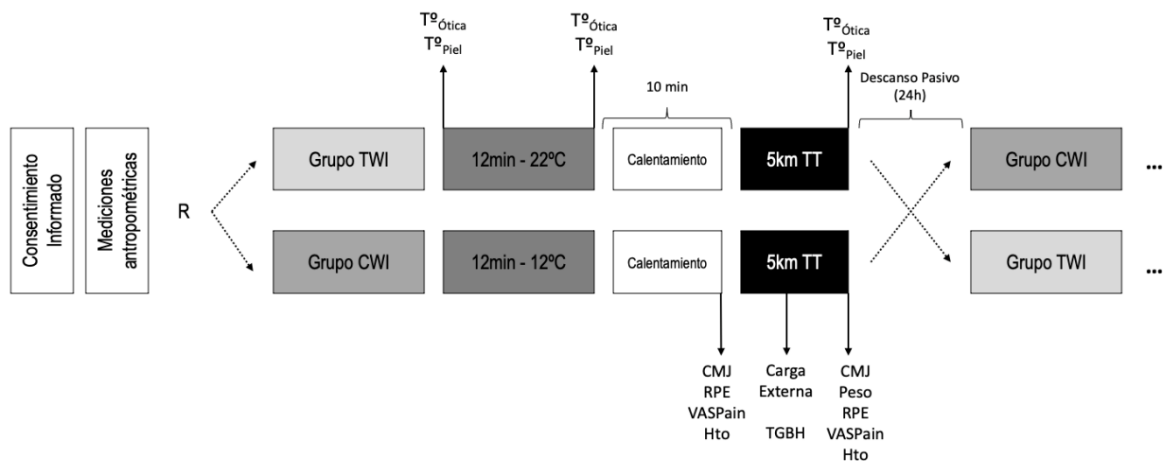 TºÓtica
TºPiel
TºÓtica
TºPiel
TºÓtica
TºPiel
10 min
Descanso Pasivo
(24h)
Consentimiento
Informado
Mediciones
antropométricas
R
Grupo TWI
12min - 22ºC
Calentamiento
5km TT
Grupo CWI
...
Grupo CWI
12min - 12ºC
Calentamiento
5km TT
Grupo TWI
...
CMJ
RPE
VASPain
Hto
Carga
Externa
TGBH
CMJ
Peso
RPE
VASPain
Hto